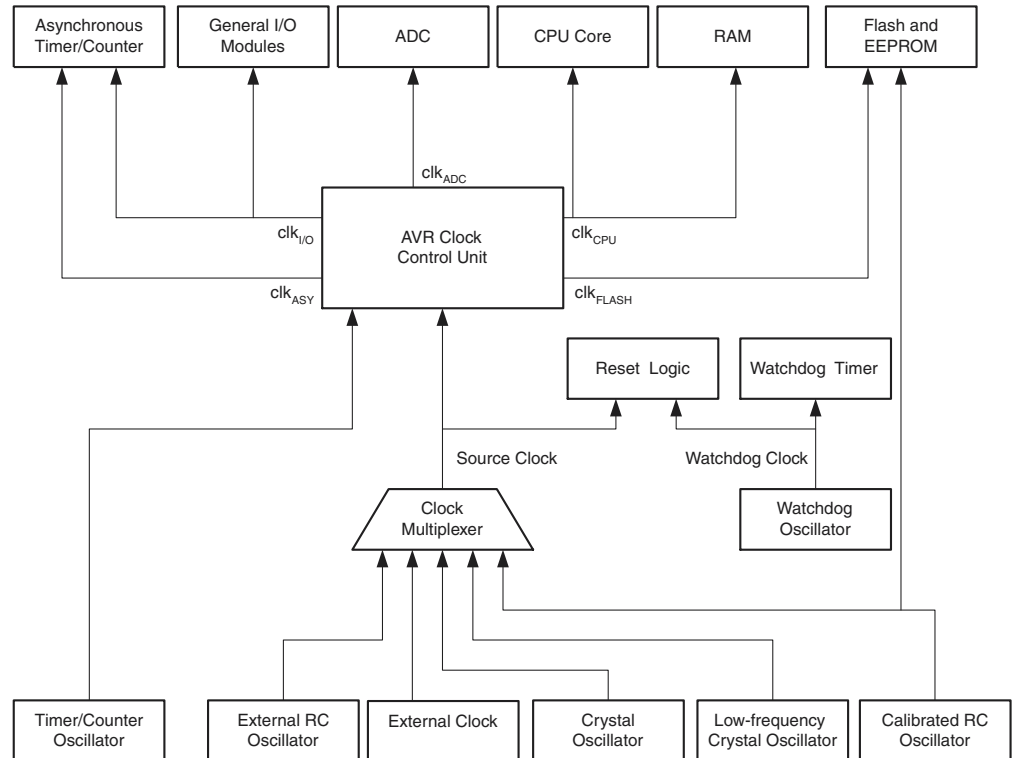 Asynchronous
Timer/Counter
General I/O
Modules
ADC
CPU Core
RAM
Flash and
EEPROM
clkADC
clkI/O
AVR Clock
Control Unit
clkCPU
clkASY
clkFLASH
Reset Logic
Watchdog Timer
Source Clock
Watchdog Clock
Clock
Multiplexer
Watchdog
Oscillator
Timer/Counter
Oscillator
External RC
Oscillator
External Clock
Crystal
Oscillator
Low-frequency
Crystal Oscillator
Calibrated RC
Oscillator